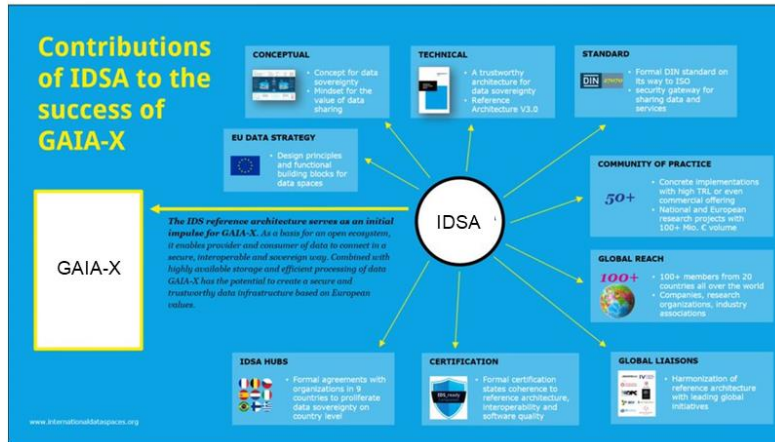 Contributions
of IDSA to the
success of
GAIA-X
CONCEPTUAL
• Concept for data
sovereignty
• Mindset for the
value of data
sharing
TECHNICAL
• A trustworthy
architecture for
data sovereignty
• Reference
Architecture V3.0
STANDARD
DIN
• Formal DIN standard on
its way to ISO
• security gateway for
sharing data and
services
EU DATA STRATEGY
• Design principles
and functional
building blocks for
data spaces
COMMUNITY OF PRACTICE
50+
• Concrete implementations
with high TRL or even
commercial offering
• National and European
research projects with
100+ Mio. € volume
IDSA
GAIA-X
The IDS reference architecture serves as an initial
impulse for GAIA-X. As a basis for an open ecosystem,
it enables provider and consumer of data to connect in a
secure, interoperable and sovereign way. Combined with
highly available storage and efficient processing of data
GAIA-X has the potential to create a secure and
trustworthy data infrastructure based on European
values.
GLOBAL REACH
100+
• 100+ members from 20
countries all over the world
• Companies, research
organizations, industry
associations
IDSA HUBS
• Formal agreements with
organizations in 9
countries to proliferate
data sovereignty on
country level
CERTIFICATION
IDS_ready
• Formal certification
states coherence to
reference architecture,
interoperability and
software quality
GLOBAL LIAISONS
• Harmonization of
reference architecture
with leading global
initiatives
www.internationaldataspaces.org